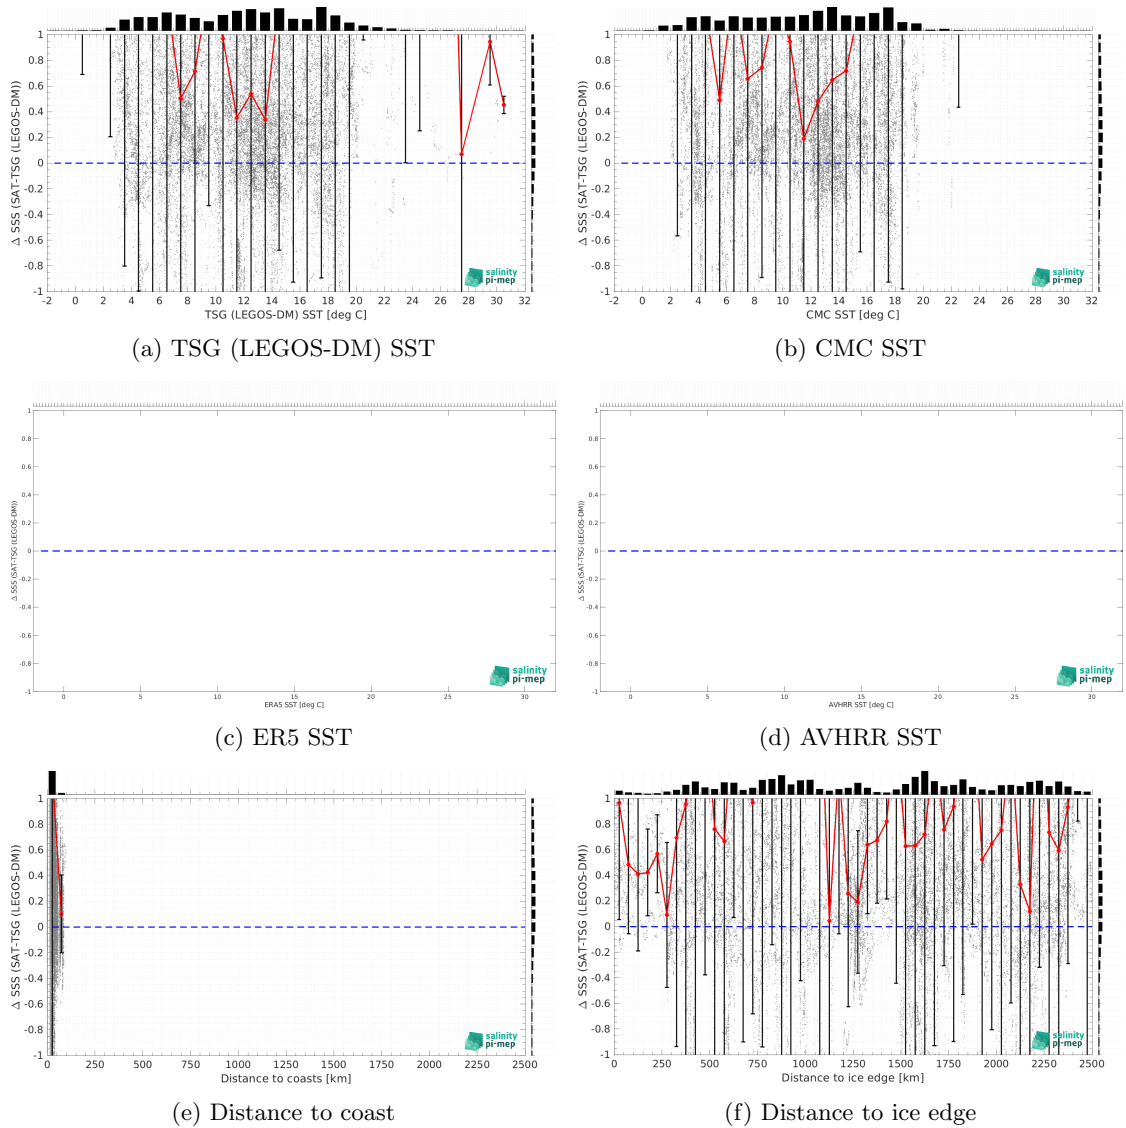 1
0.8
0.6
0.4
0.2
0
-0.2
-0.4
-0.6
-0.8
-1
Δ SSS (SAT-TSG (LEGOS-DM))
salinity
pi-mep
-2 0 2 4 6 8 10 12 14 16 18 20 22 24 26 28 30 32
TSG (LEGOS-DM) SST [deg C]
(a) TSG (LEGOS-DM) SST
1
0.8
0.6
0.4
0.2
0
-0.2
-0.4
-0.6
-0.8
-1
Δ SSS (SAT-TSG (LEGOS-DM))
salinity
pi-mep
-2 0 2 4 6 8 10 12 14 16 18 20 22 24 26 28 30 32
CMC SST [deg C]
(b) CMC SST
1
0.8
0.6
0.4
0.2
0
-0.2
-0.4
-0.6
-0.8
-1
Δ SSS (SAT-TSG (LEGOS-DM))
salinity
pi-mep
0 5 10 15 20 25 30
ERA5 SST [deg C]
(c) ER5 SST
1
0.8
0.6
0.4
0.2
0
-0.2
-0.4
-0.6
-0.8
-1
Δ SSS (SAT-TSG (LEGOS-DM))
salinity
pi-mep
0 5 10 15 20 25 30
AVHRR SST [deg C]
(d) AVHRR SST
1
0.8
0.6
0.4
0.2
0
-0.2
-0.4
-0.6
-0.8
-1
Δ SSS (SAT-TSG (LEGOS-DM))
salinity
pi-mep
0 250 500 750 1000 1250 1500 1750 2000 2250 2500
Distance to coasts [km]
(e) Distance to coast
1
0.8
0.6
0.4
0.2
0
-0.2
-0.4
-0.6
-0.8
-1
Δ SSS (SAT-TSG (LEGOS-DM))
salinity
pi-mep
0 250 500 750 1000 1250 1500 1750 2000 2250 2500
Distance to ice edge [km]
(f) Distance to ice edge